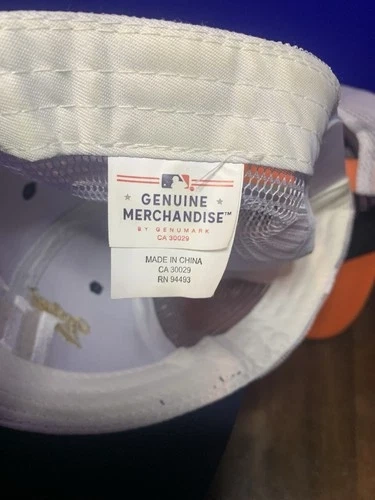 GENUINE
MERCHANDISE™
BY GENUMARK
CA 30029
MADE IN CHINA
CA 30029
RN 94493